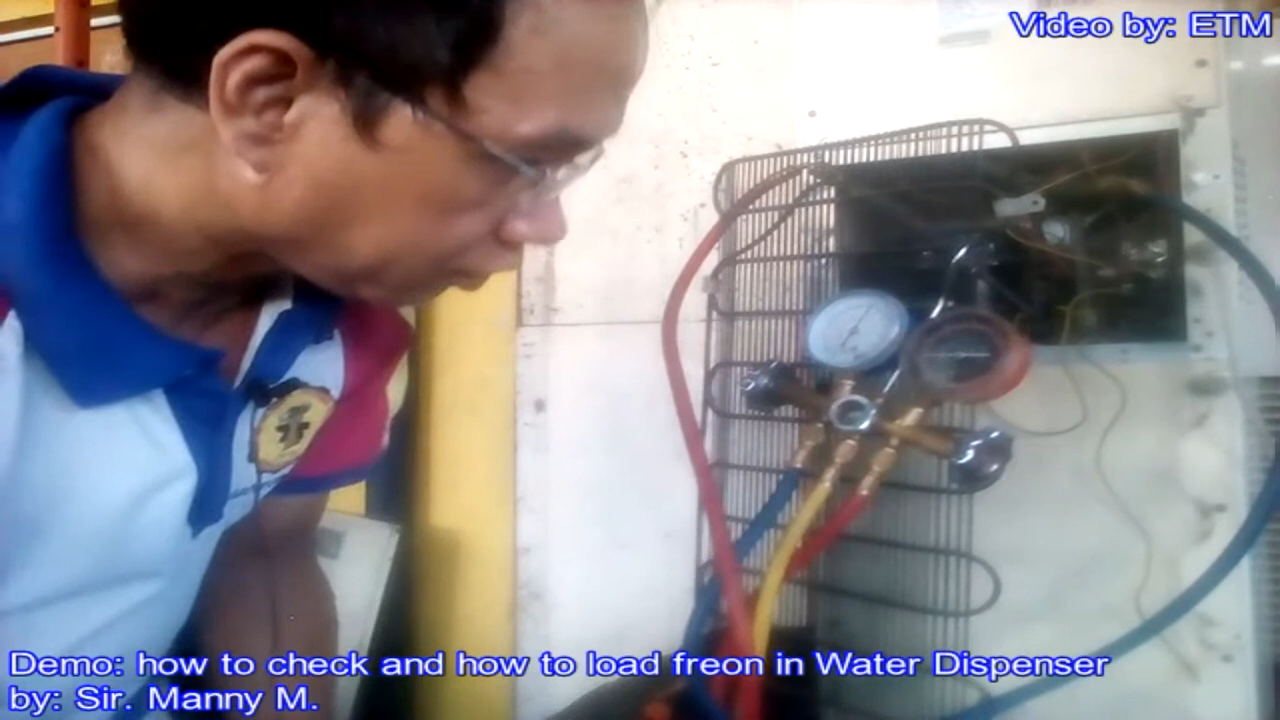 Video by: ETM
Demo: how to check and how to load freon in Water Dispenser
by: Sir. Manny M.